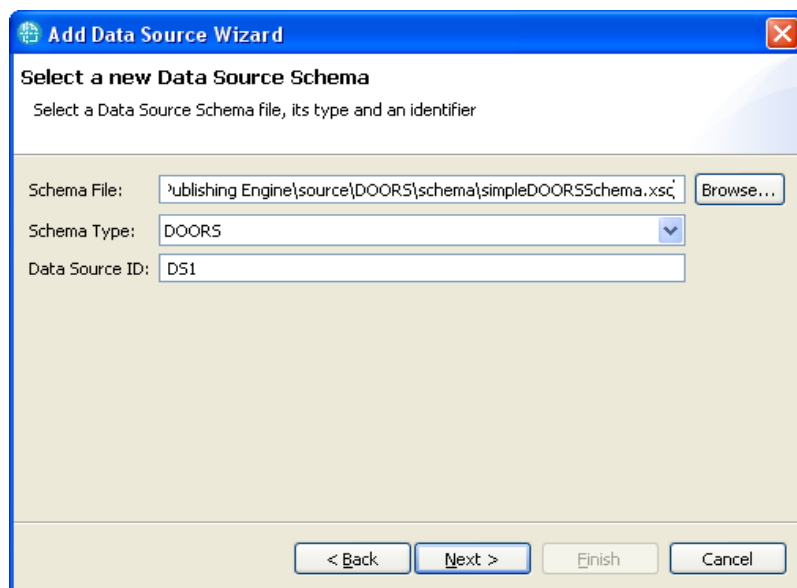 Add Data Source Wizard
Select a new Data Source Schema
Select a Data Source Schema file, its type and an identifier
Schema File: Publishing Engine\source\DOORS\schema\simpleDOORSSchema.xsd Browse...
Schema Type: DOORS
Data Source ID: DS1
< Back Next > Finish Cancel